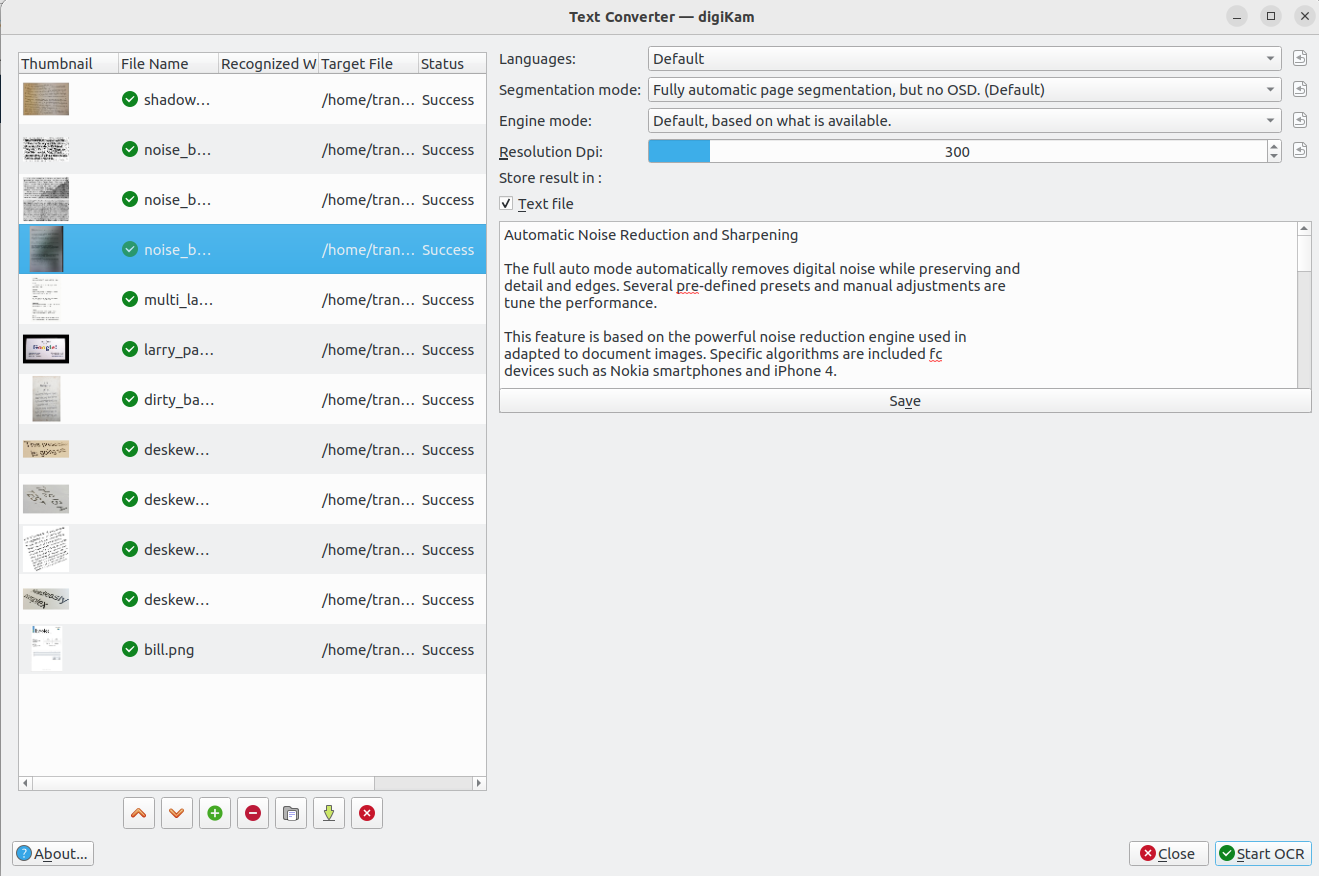 Text Converter — digiKam
Thumbnail File Name Recognized W Target File Status
shadow... /home/tran... Success
noise_b... /home/tran... Success
noise_b... /home/tran... Success
noise_b... /home/tran... Success
multi_la... /home/tran... Success
Google!
larry_pa... /home/tran... Success
dirty_ba... /home/tran... Success
deskew... /home/tran... Success
deskew... /home/tran... Success
deskew... /home/tran... Success
deskew... /home/tran... Success
bill.png /home/tran... Success
About...
Languages: Default
Segmentation mode: Fully automatic page segmentation, but no OSD. (Default)
Engine mode: Default, based on what is available.
Resolution Dpi: 300
Store result in :
Text file
Automatic Noise Reduction and Sharpening
The full auto mode automatically removes digital noise while preserving and
detail and edges. Several pre-defined presets and manual adjustments are
tune the performance.
This feature is based on the powerful noise reduction engine used in
adapted to document images. Specific algorithms are included fc
devices such as Nokia smartphones and iPhone 4.
Save
Close Start OCR